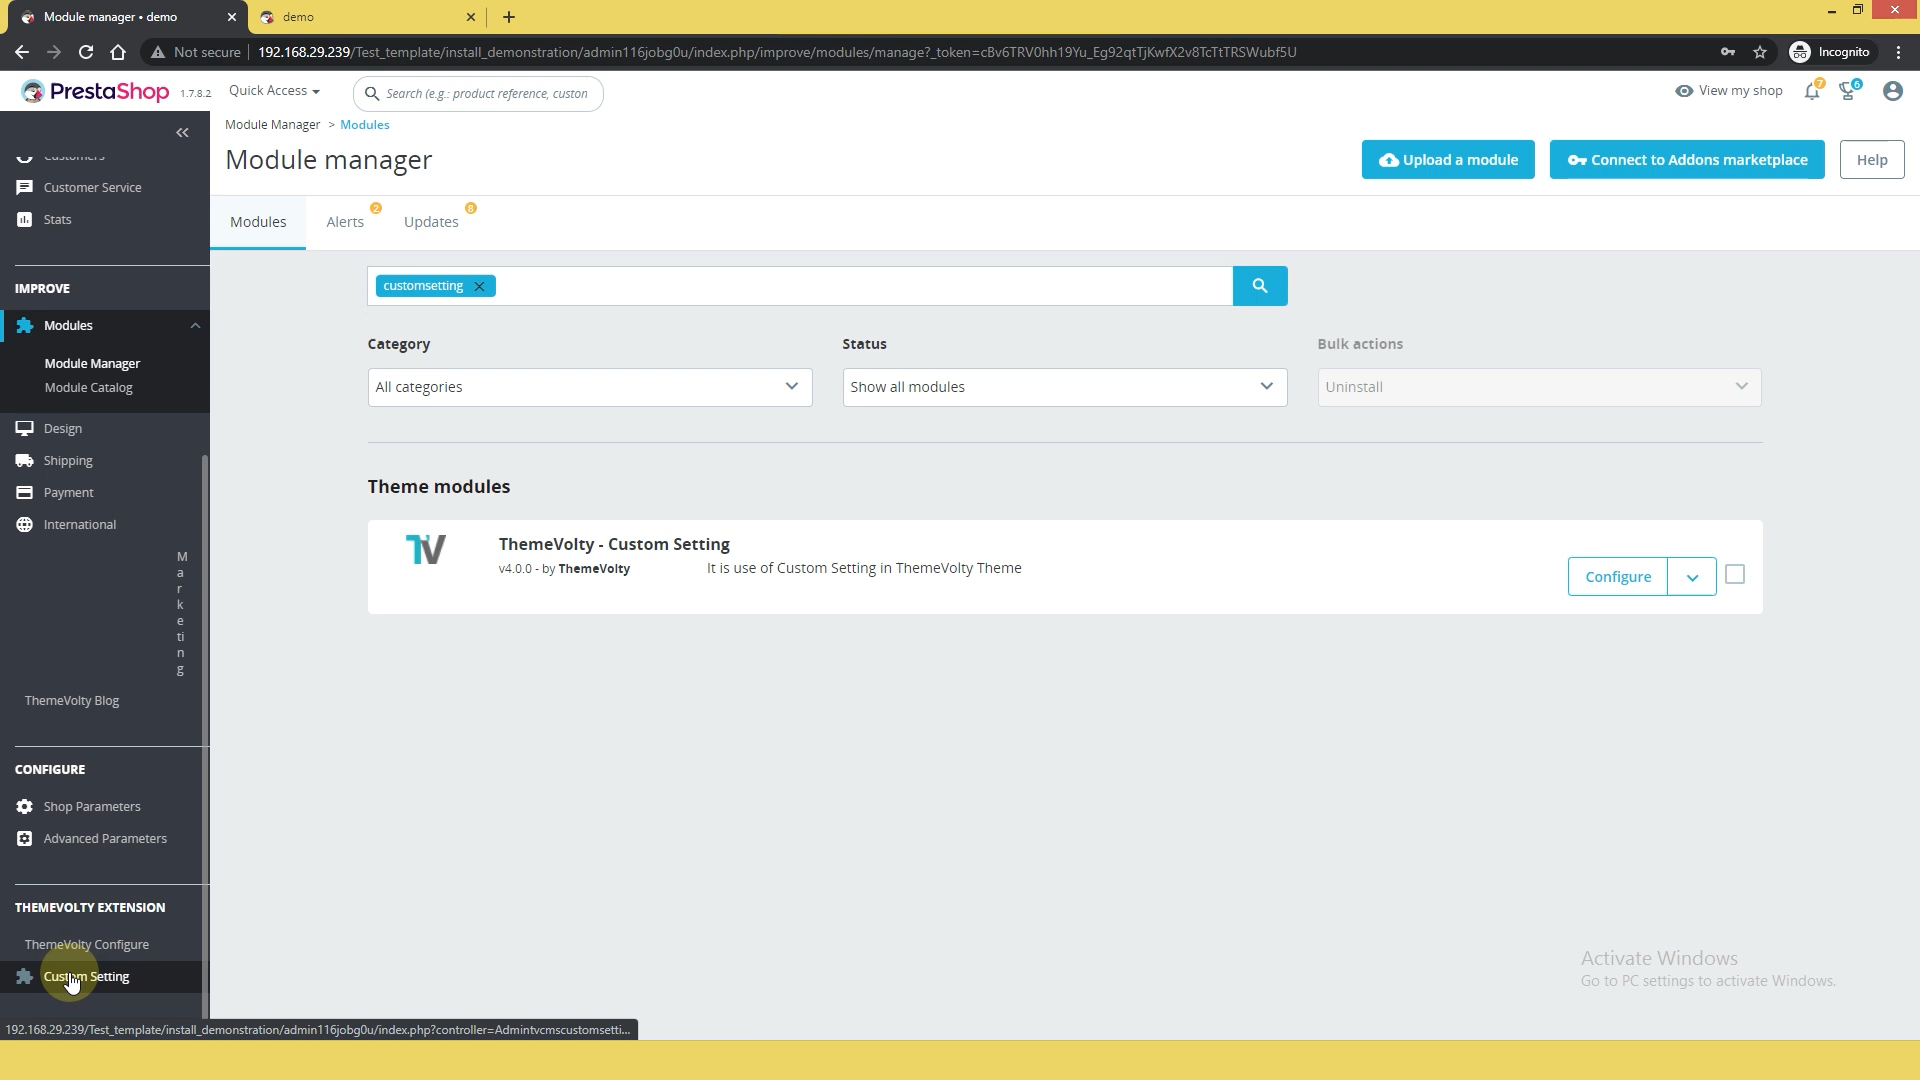 Module manager • demo
demo
Not secure
192.168.29.239/Test_template/install_demonstration/admin116jobg0u/index.php/improve/modules/manage?_token=cBv6TRV0hh19Yu_Eg92qtTjKwfX2v8TcTtTRSWubf5U
Incognito
PrestaShop 1.7.8.2
Quick Access
Search (e.g.: product reference, custon
View my shop
7
6
Module Manager > Modules
Module manager
Upload a module
Connect to Addons marketplace
Help
Modules
Alerts 2
Updates 8
Customers
Customer Service
Stats
IMPROVE
Modules
Module Manager
Module Catalog
Design
Shipping
Payment
International
Marketing
ThemeVolty Blog
CONFIGURE
Shop Parameters
Advanced Parameters
THEMEVOLTY EXTENSION
ThemeVolty Configure
Custom Setting
customsetting
Category
Status
Bulk actions
All categories
Show all modules
Uninstall
Theme modules
TV
ThemeVolty - Custom Setting
v4.0.0 - by ThemeVolty
It is use of Custom Setting in ThemeVolty Theme
Configure
Activate Windows
Go to PC settings to activate Windows.
192.168.29.239/Test_template/install_demonstration/admin116jobg0u/index.php?controller=Admintvcmscustomsetti...